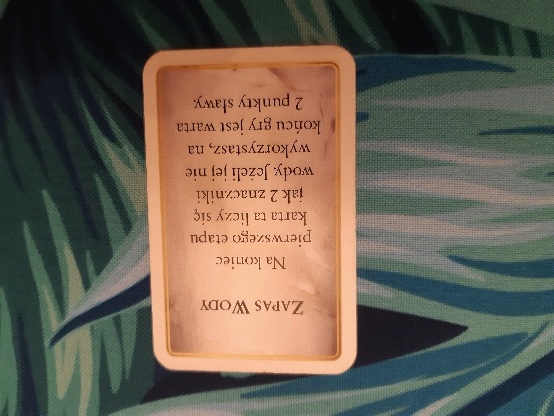 Zapas Wody
Na koniec
pierwszego etapu
karta ta liczy się
jak 2 znaczniki
wody. Jeżeli jej nie
wykorzystasz, na
końcu gry jest warta
2 punkty sławy.